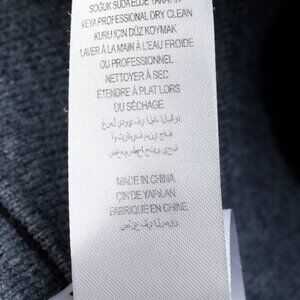 SOĞUK SUDA ELDE YIKAYIN
VEYA PROFESSIONAL DRY CLEAN
KURU İÇİN DÜZ KOYMAK
LAVER À LA MAIN À L'EAU FROIDE
OU PROFESSIONNEL
NETTOYER À SEC
ETENDRE À PLAT LORS
DU SÉCHAGE
MADE IN CHINA
ÇİN'DE YAPILAN
FABRIQUÉ EN CHINE